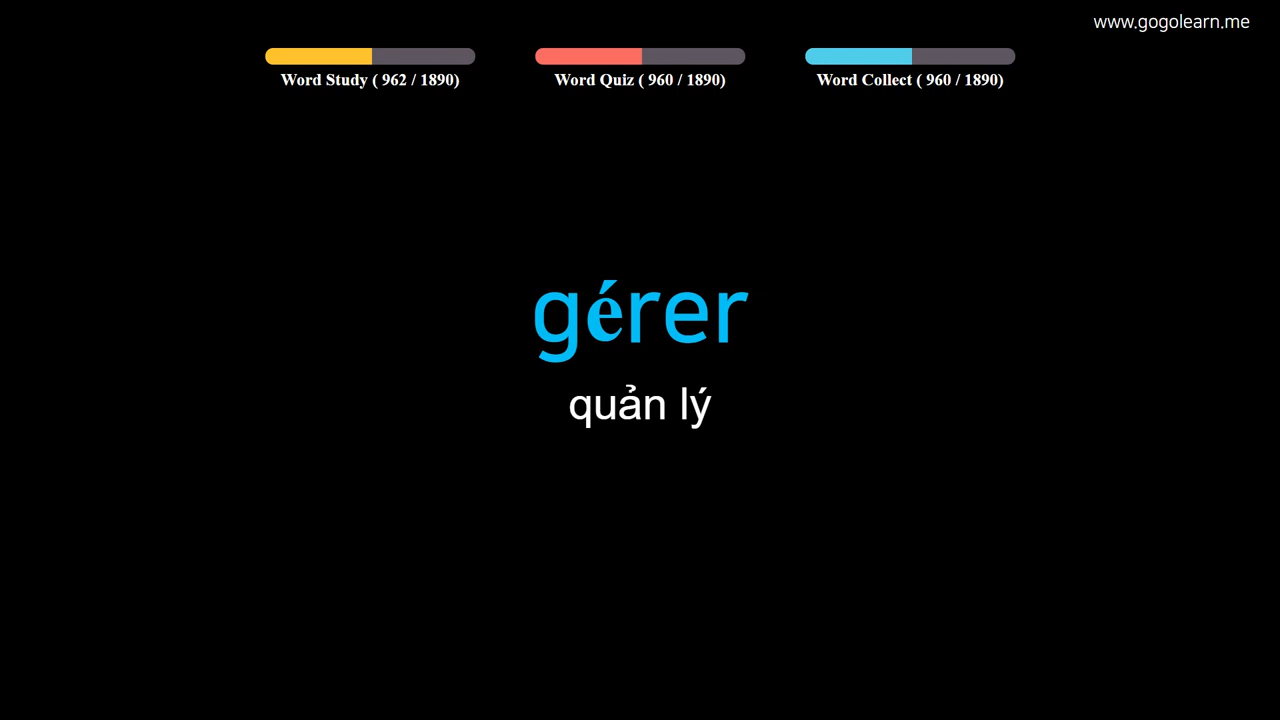 www.gogolearn.me
Word Study ( 962 / 1890)
Word Quiz ( 960 / 1890)
Word Collect ( 960 / 1890)
gérer
quản lý